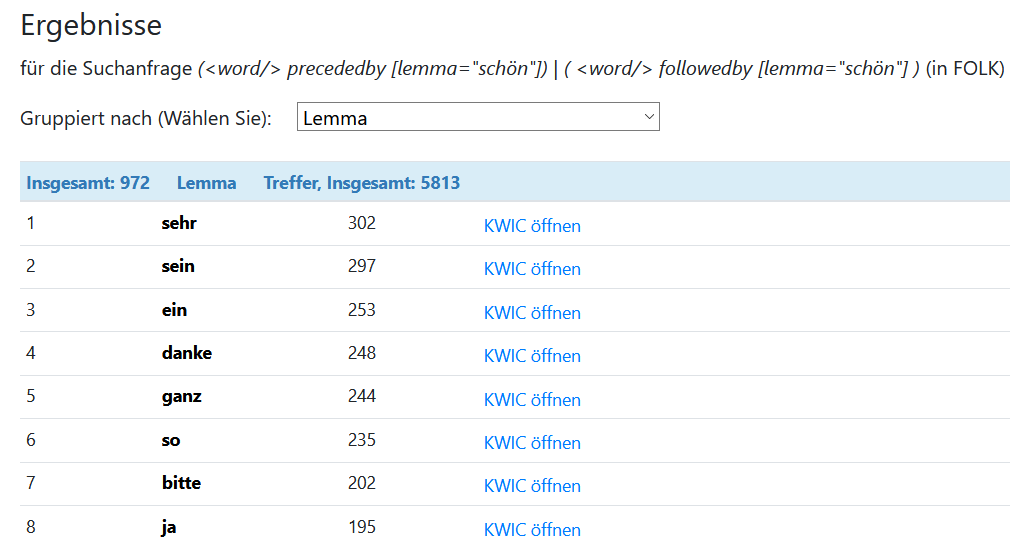 Ergebnisse
für die Suchanfrage (<word/> precededby [lemma="schön"]) | ( <word/> followedby [lemma="schön"] ) (in FOLK)
Gruppiert nach (Wählen Sie): Lemma
Insgesamt: 972 Lemma Treffer, Insgesamt: 5813
1 sehr 302 KWIC öffnen
2 sein 297 KWIC öffnen
3 ein 253 KWIC öffnen
4 danke 248 KWIC öffnen
5 ganz 244 KWIC öffnen
6 so 235 KWIC öffnen
7 bitte 202 KWIC öffnen
8 ja 195 KWIC öffnen